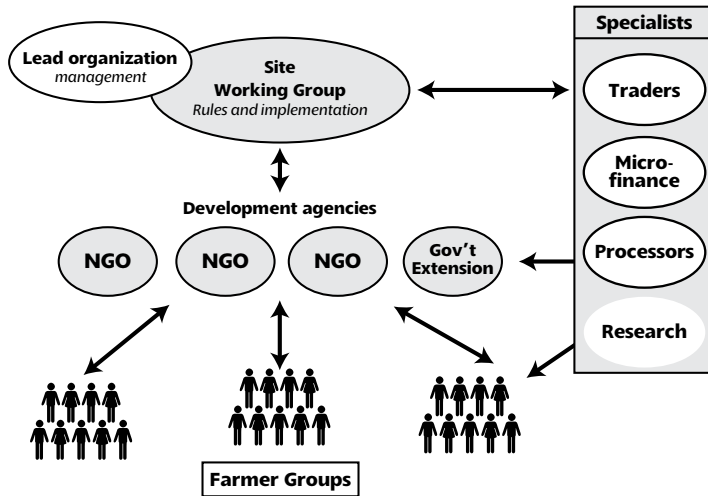 Lead organization
management
Site
Working Group
Rules and implementation
Specialists
Traders
Micro-
finance
Processors
Research
Development agencies
NGO
NGO
NGO
Gov’t
Extension
Farmer Groups